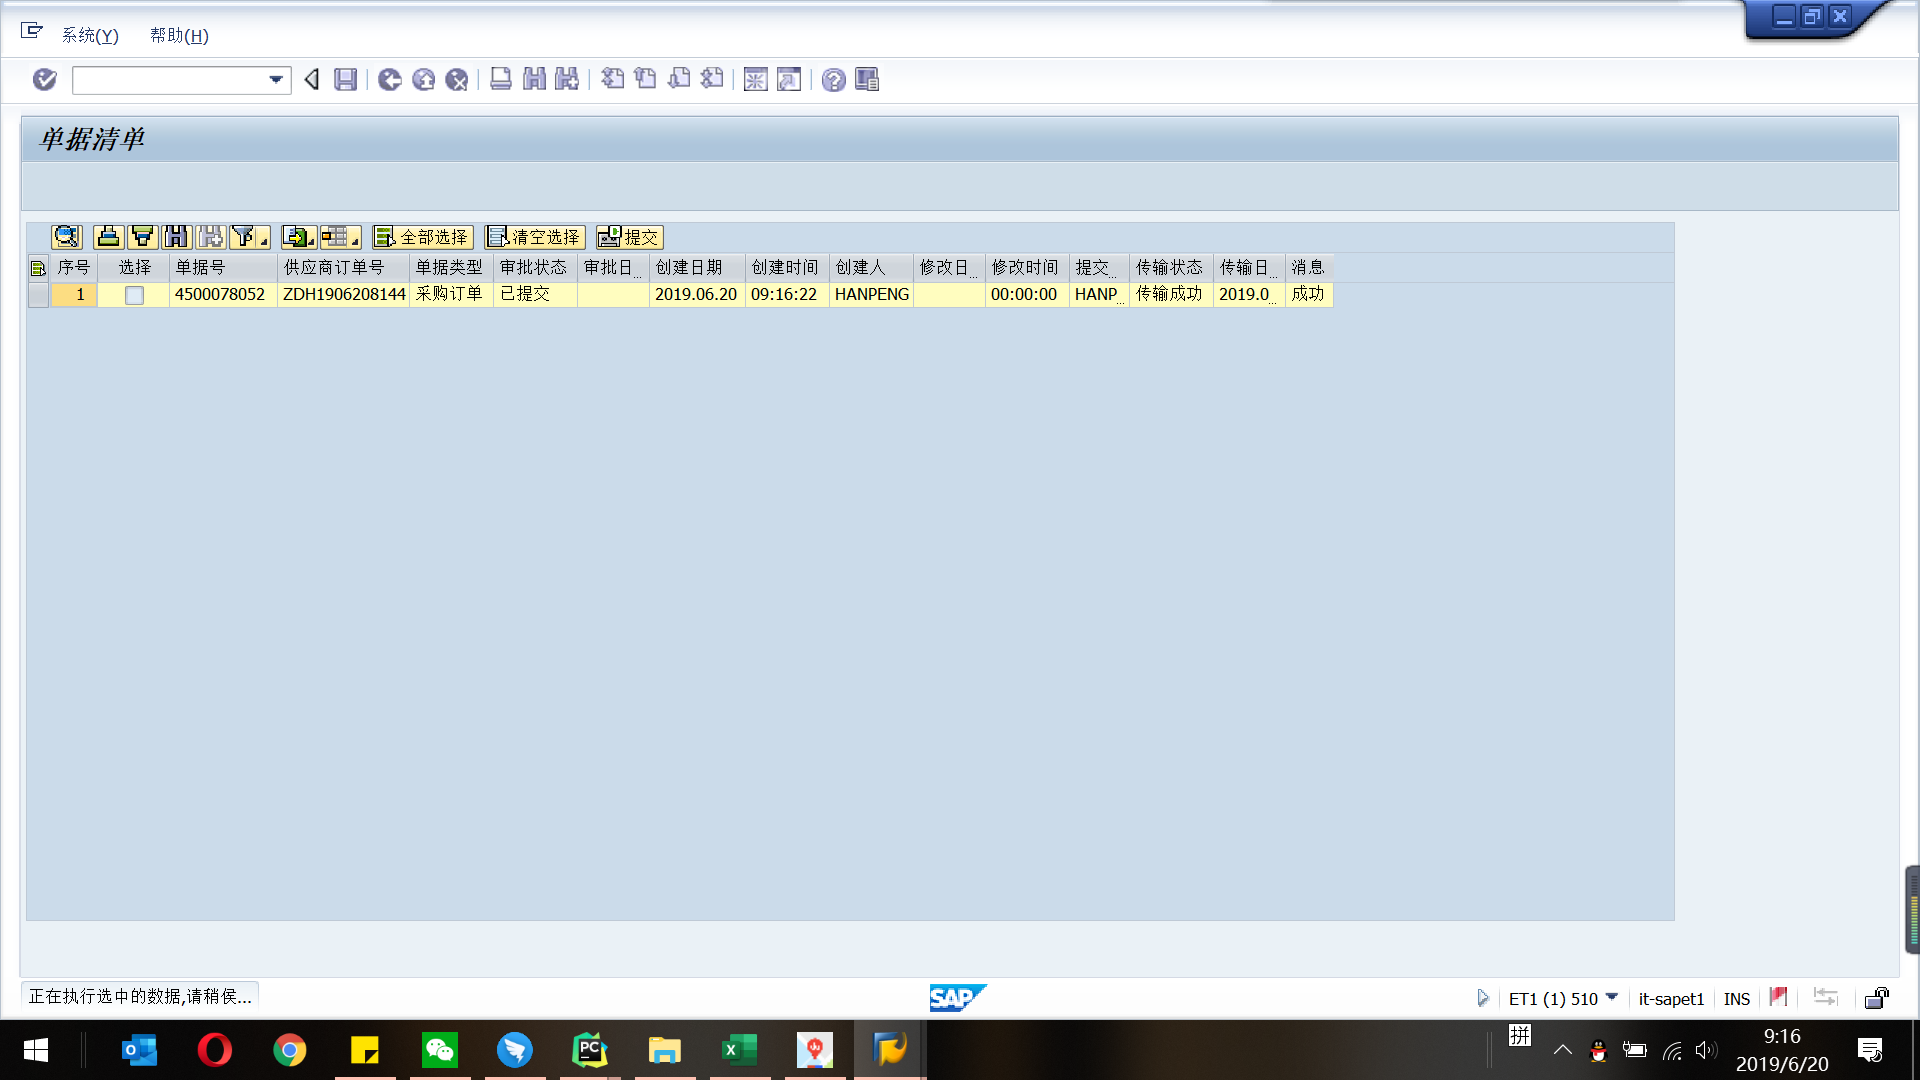 系统(Y) 帮助(H)
单据清单
全部选择 清空选择 提交
序号 选择 单据号 供应商订单号 单据类型 审批状态 审批日... 创建日期 创建时间 创建人 修改日... 修改时间 提交... 传输状态 传输日... 消息
1 4500078052 ZDH1906208144 采购订单 已提交 2019.06.20 09:16:22 HANPENG 00:00:00 HANP... 传输成功 2019.0... 成功
正在执行选中的数据,请稍侯...
SAP
ET1 (1) 510 it-sapet1 INS
拼
9:16
2019/6/20